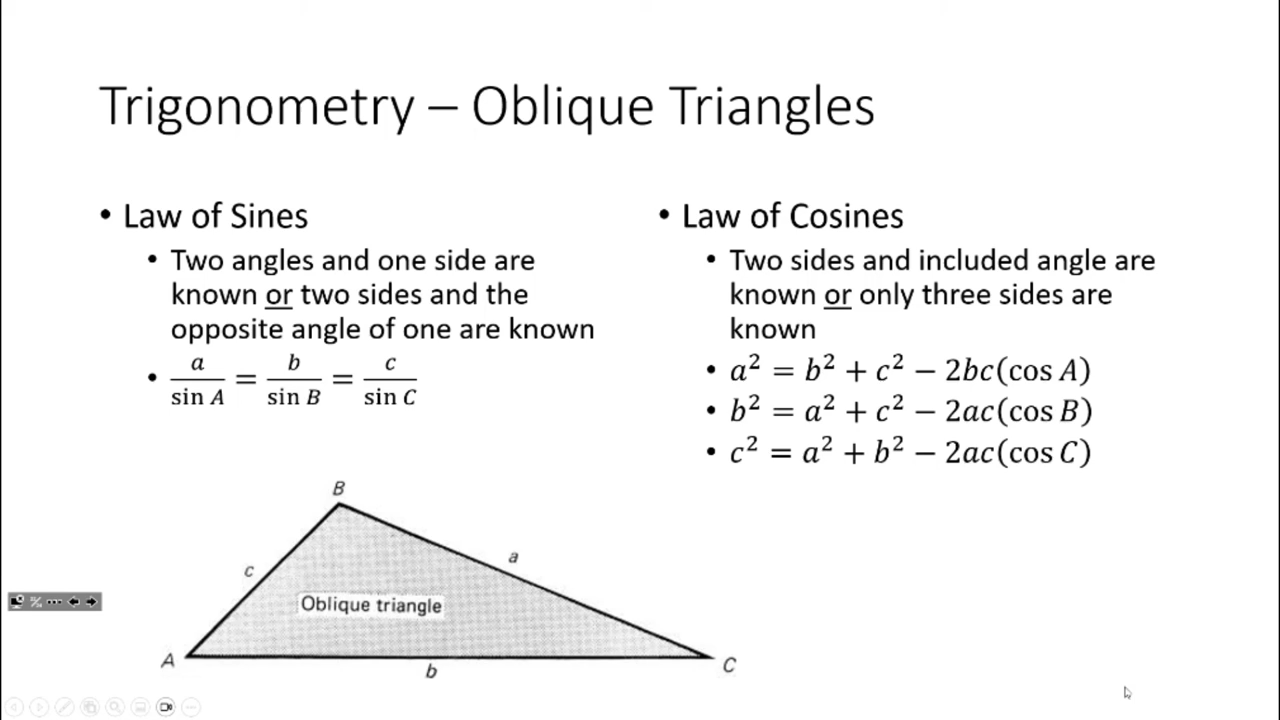 Trigonometry – Oblique Triangles
• Law of Sines
• Two angles and one side are
known or two sides and the
opposite angle of one are known
• a/sin A = b/sin B = c/sin C
• Law of Cosines
• Two sides and included angle are
known or only three sides are
known
• a² = b² + c² − 2bc(cos A)
• b² = a² + c² − 2ac(cos B)
• c² = a² + b² − 2ac(cos C)
B
c
a
Oblique triangle
A
b
C